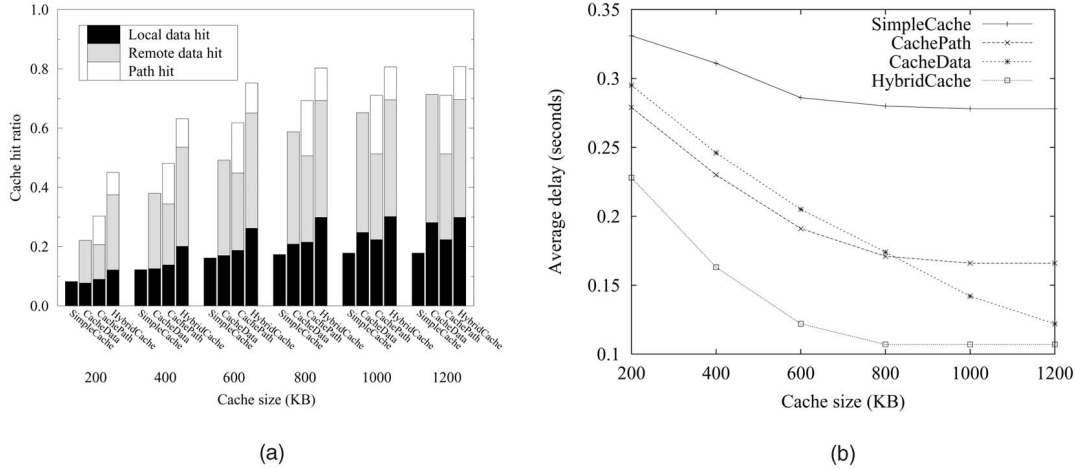 1.0
0.8
0.6
0.4
0.2
0.0
Cache hit ratio
Local data hit
Remote data hit
Path hit
SimpleCache
CacheData
CachePath
HybridCache
SimpleCache
CacheData
CachePath
HybridCache
SimpleCache
CacheData
CachePath
HybridCache
SimpleCache
CacheData
CachePath
HybridCache
SimpleCache
CacheData
CachePath
HybridCache
SimpleCache
CacheData
CachePath
HybridCache
200 400 600 800 1000 1200
Cache size (KB)
(a)
0.35
0.3
0.25
0.2
0.15
0.1
Average delay (seconds)
SimpleCache
CachePath
CacheData
HybridCache
200 400 600 800 1000 1200
Cache size (KB)
(b)